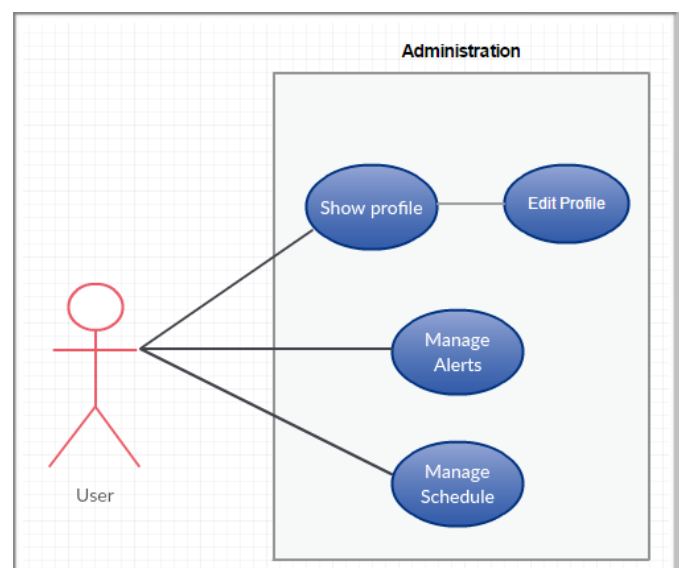 Administration
Show profile
Edit Profile
Manage
Alerts
Manage
Schedule
User